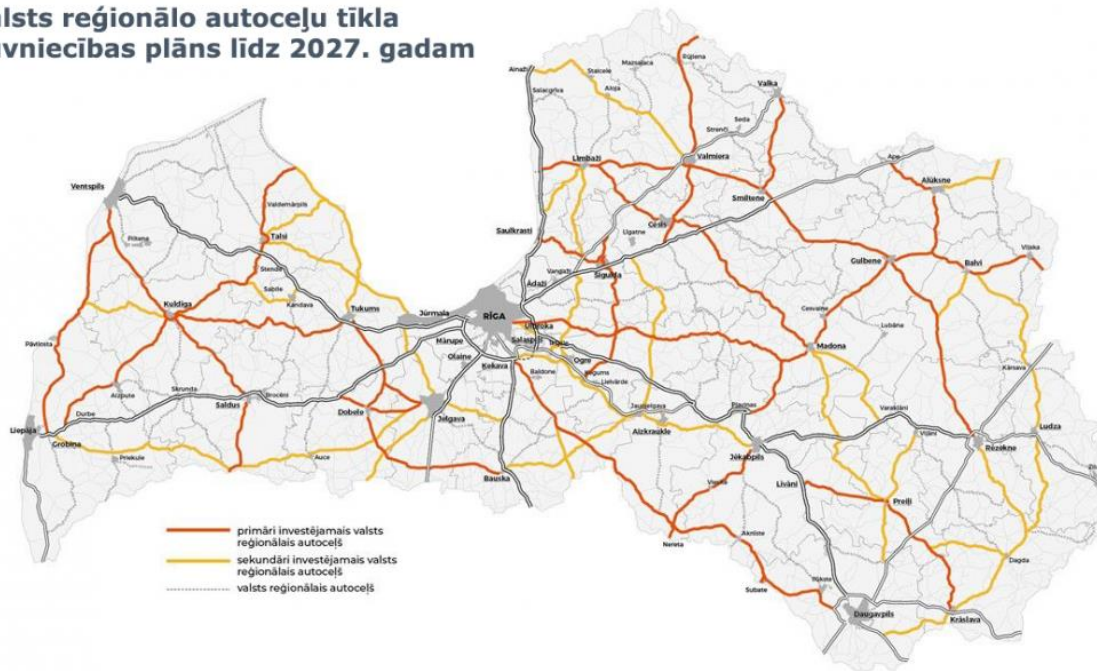 alsts reģionālo autoceļu tīkla
ūvniecības plāns līdz 2027. gadam
Ainaži
Staicele
Mazsalaca
Rūjiena
Salacgrīva
Aloja
Valka
Seda
Strenči
Limbaži
Valmiera
Ape
Alūksne
Smiltene
Ventspils
Valdemārpils
Piltene
Talsi
Stende
Sabile
Kandava
Kuldīga
Tukums
Jūrmala
RĪGA
Saulkrasti
Cēsis
Līgatne
Vangaži
Sigulda
Ādaži
Gulbene
Balvi
Viļaka
Cesvaine
Lubāna
Madona
Kārsava
Pāvilosta
Mārupe
Salaspils
Olaine
Ķekava
Ogre
Baldone
Ķegums
Lielvārde
Jaunjelgava
Aizkraukle
Pļaviņas
Varakļāni
Viļāni
Rēzekne
Ludza
Aizpute
Skrunda
Brocēni
Saldus
Durbe
Dobele
Jelgava
Liepāja
Grobiņa
Priekule
Auce
Bauska
Jēkabpils
Viesīte
Līvāni
Preiļi
Nereta
Aknīste
Dagda
Subate
Ilūkste
Daugavpils
Krāslava
primāri investējamais valsts
reģionālais autoceļš
sekundāri investējamais valsts
reģionālais autoceļš
valsts reģionālais autoceļš